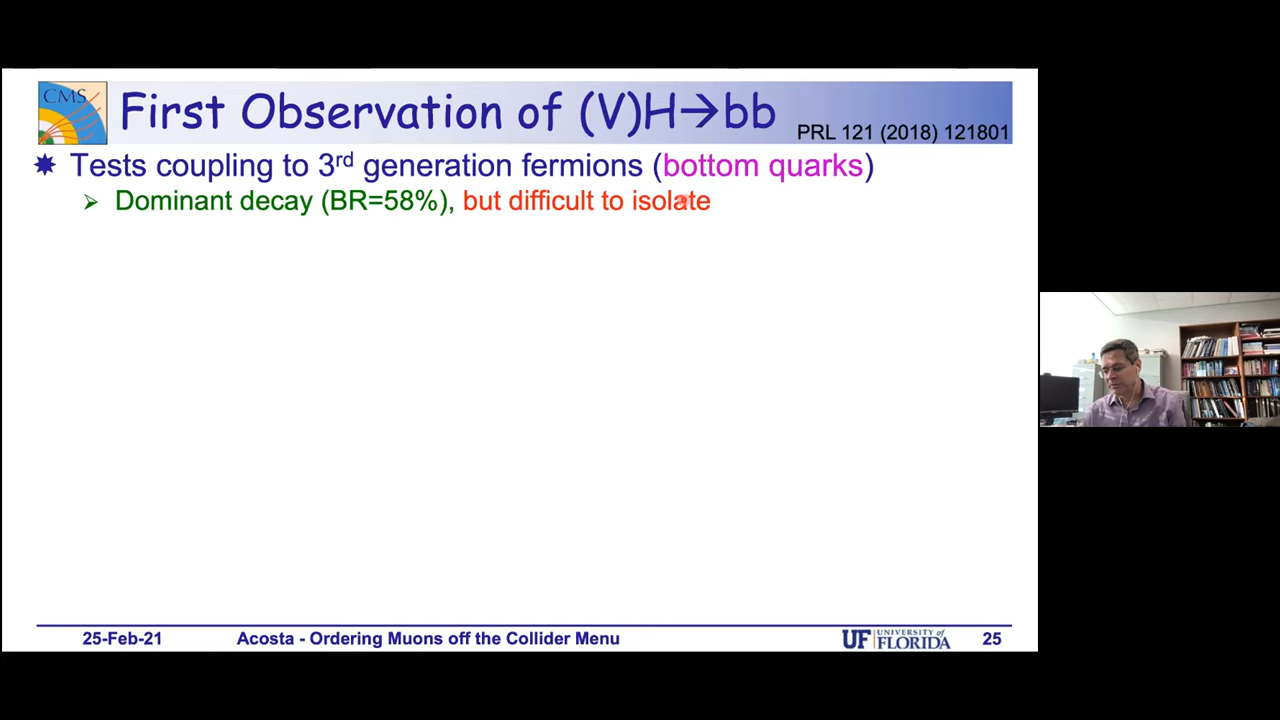 CMS
First Observation of (V)H→bb
PRL 121 (2018) 121801
Tests coupling to 3rd generation fermions (bottom quarks)
Dominant decay (BR=58%), but difficult to isolate
25-Feb-21
Acosta - Ordering Muons off the Collider Menu
UF UNIVERSITY of FLORIDA
25